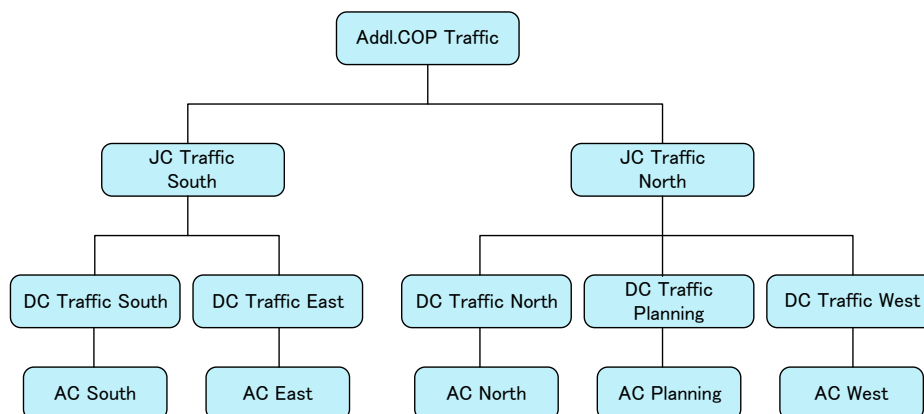 Addl.COP Traffic
JC Traffic
South
JC Traffic
North
DC Traffic South
DC Traffic East
DC Traffic North
DC Traffic
Planning
DC Traffic West
AC South
AC East
AC North
AC Planning
AC West